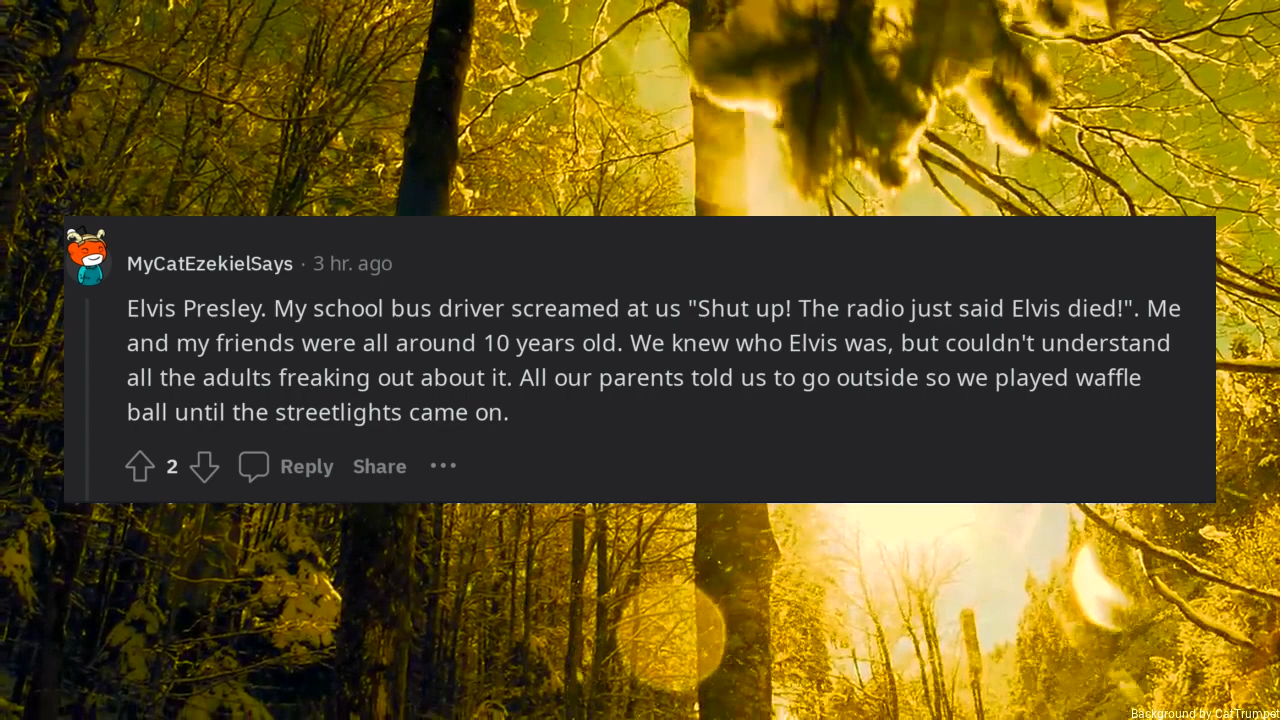 MyCatEzekielSays · 3 hr. ago
Elvis Presley. My school bus driver screamed at us "Shut up! The radio just said Elvis died!". Me
and my friends were all around 10 years old. We knew who Elvis was, but couldn't understand
all the adults freaking out about it. All our parents told us to go outside so we played waffle
ball until the streetlights came on.
2 Reply Share ···
Background by CatTrumpet